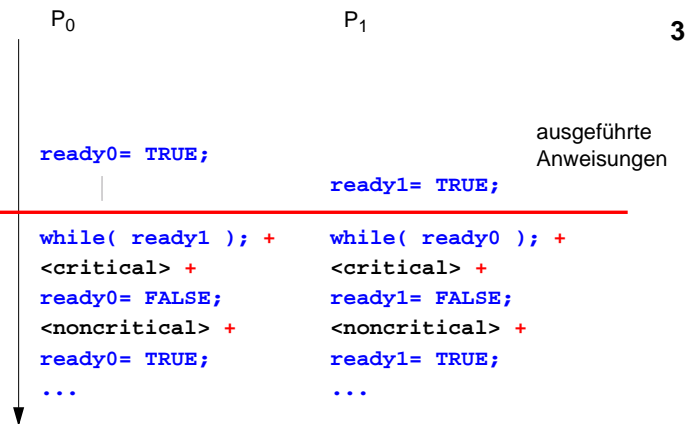 P0 P1
3
ausgeführte
Anweisungen
ready0= TRUE;
ready1= TRUE;
while( ready1 ); + while( ready0 ); +
<critical> + <critical> +
ready0= FALSE; ready1= FALSE;
<noncritical> + <noncritical> +
ready0= TRUE; ready1= TRUE;
... ...